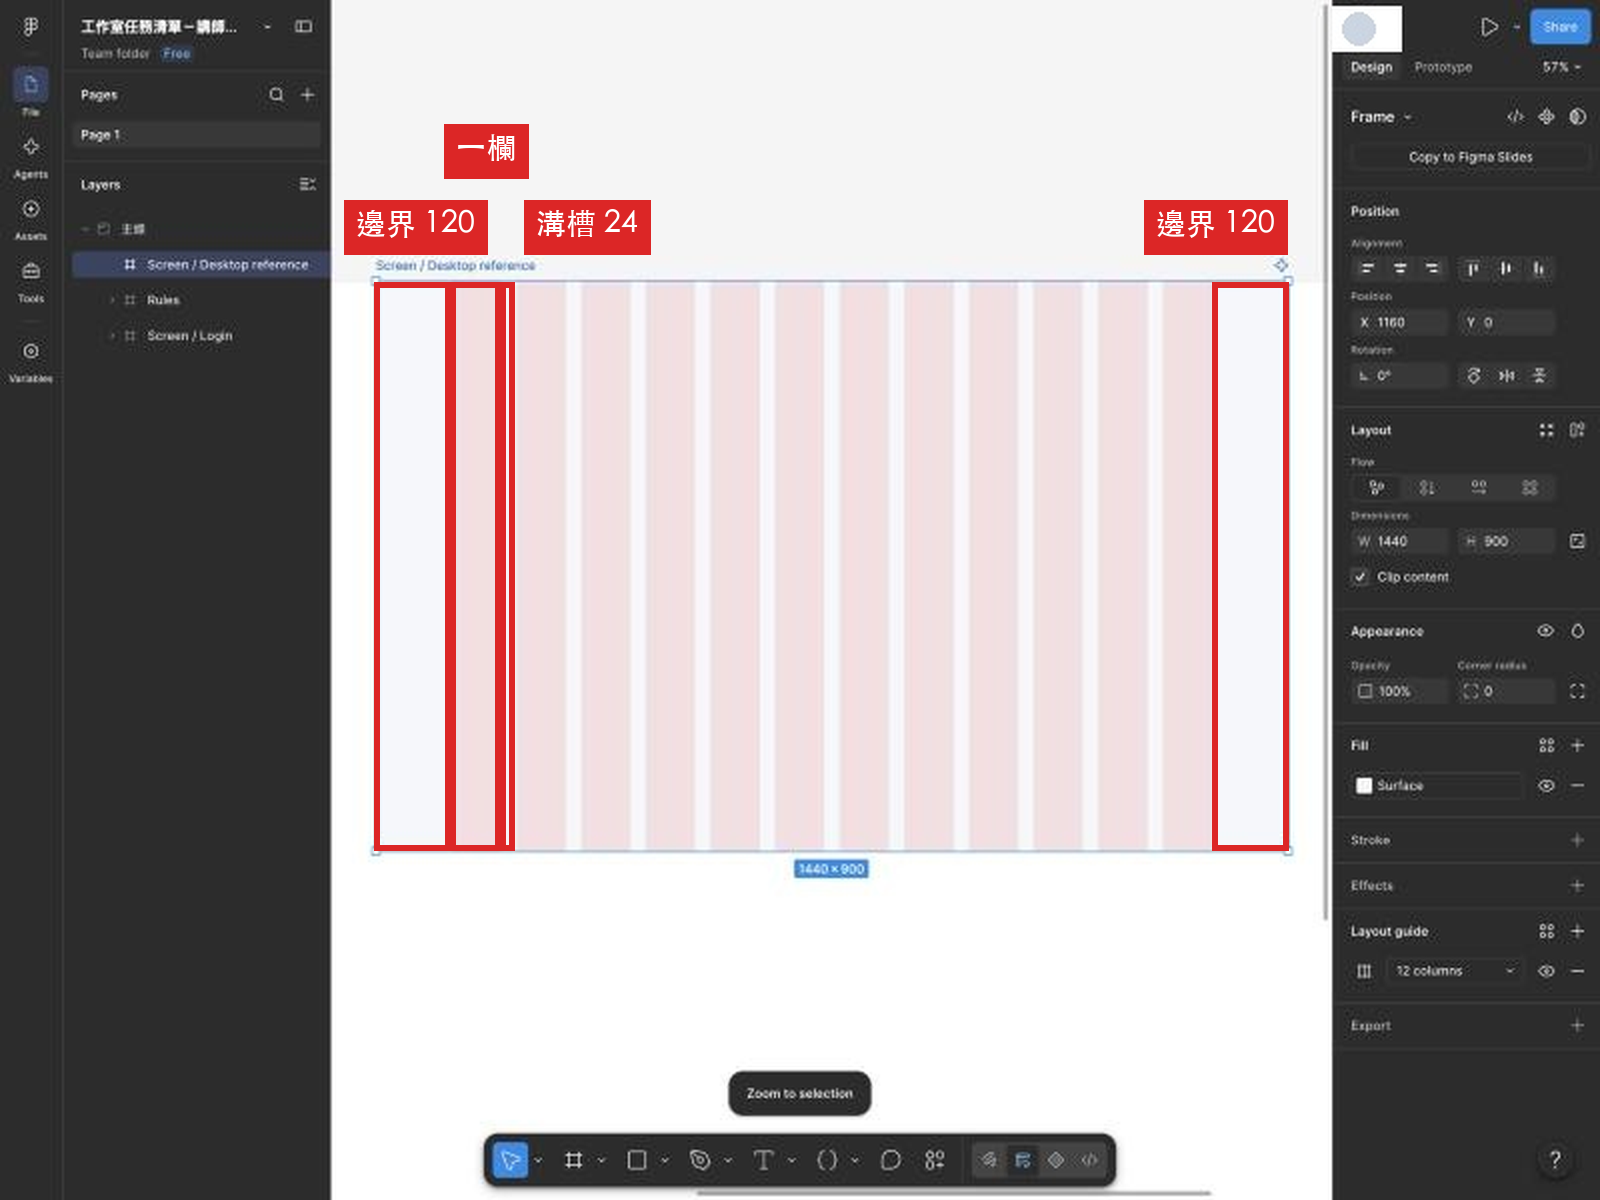 工作室任務清單－講師...
Team folder Free
File
Agents
Assets
Tools
Variables
Pages
Page 1
Layers
主線
Screen / Desktop reference
Rules
Screen / Login
一欄
邊界 120
溝槽 24
邊界 120
Screen / Desktop reference
1440 × 900
Zoom to selection
Share
Design Prototype 57%
Frame
Copy to Figma Slides
Position
Alignment
Position
X 1160 Y 0
Rotation
0°
Layout
Flow
Dimensions
W 1440 H 900
Clip content
Appearance
Opacity Corner radius
100% 0
Fill
Surface
Stroke
Effects
Layout guide
12 columns
Export
?